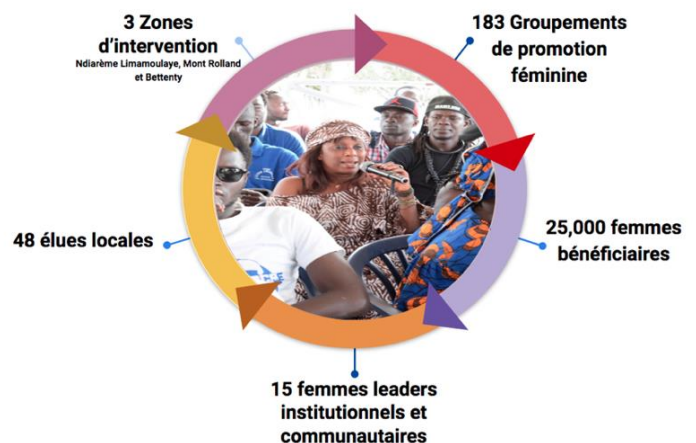 3 Zones
d'intervention
Ndiarème Limamoulaye, Mont Rolland
et Bettenty
183 Groupements
de promotion
féminine
25,000 femmes
bénéficiaires
15 femmes leaders
institutionnels et
communautaires
48 élues locales